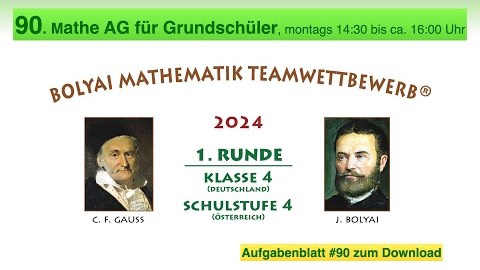 90. Mathe AG für Grundschüler, montags 14:30 bis ca. 16:00 Uhr
BOLYAI MATHEMATIK TEAMWETTBEWERB®
2024
1. RUNDE
KLASSE 4
(DEUTSCHLAND)
SCHULSTUFE 4
(ÖSTERREICH)
C. F. GAUSS
J. BOLYAI
Aufgabenblatt #90 zum Download